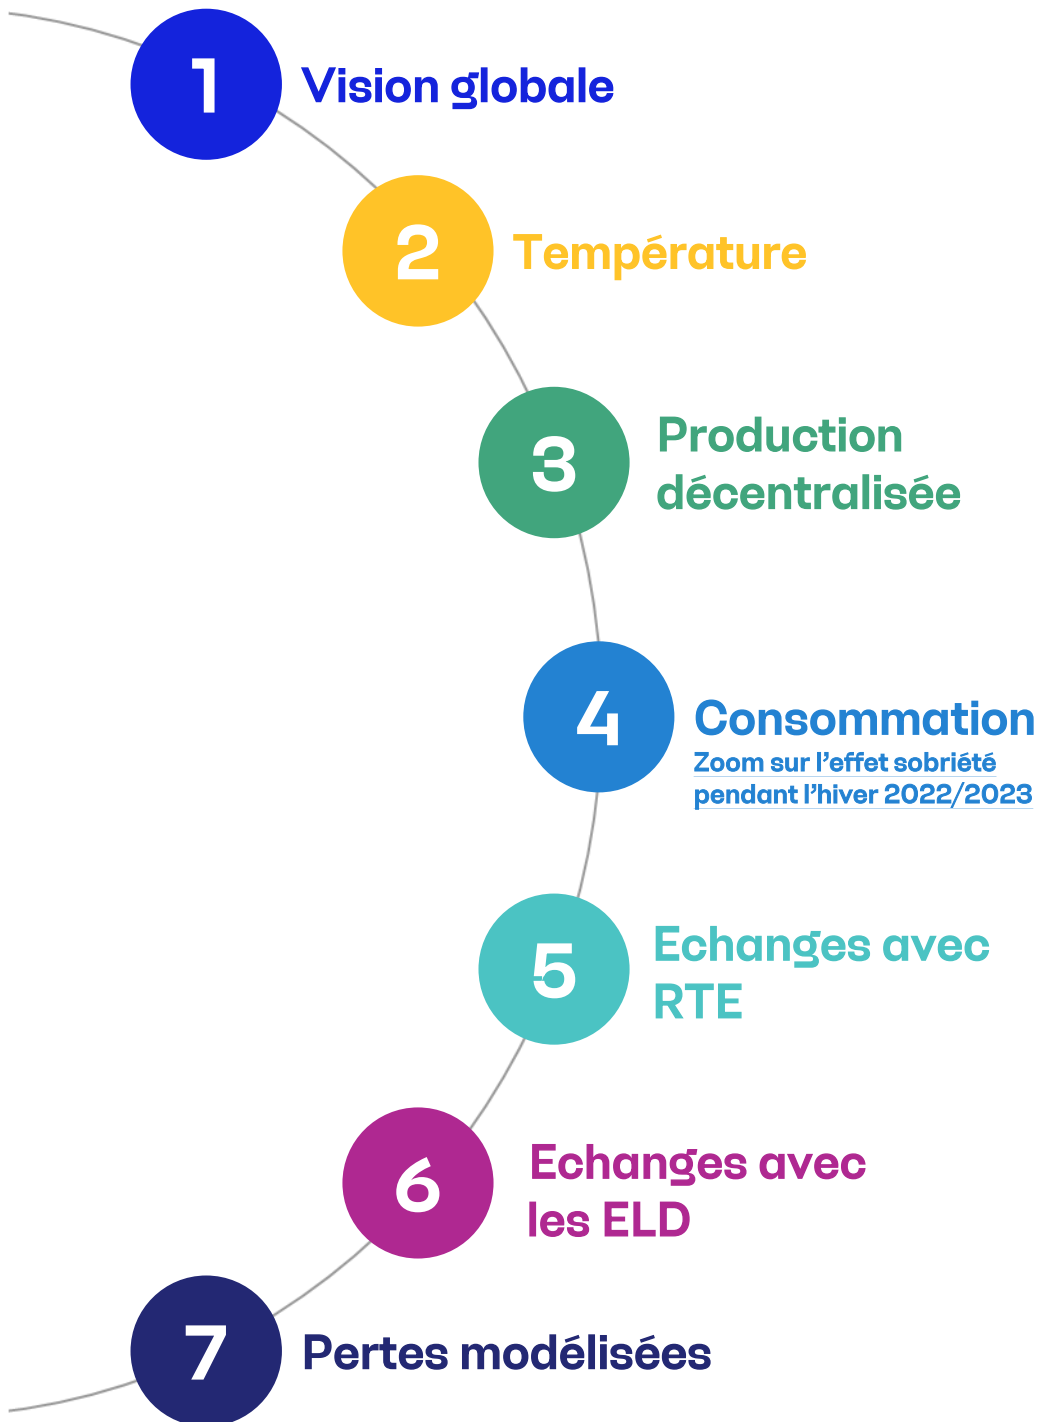 1
Vision globale
2
Température
3
Production
décentralisée
4
Consommation
Zoom sur l’effet sobriété
pendant l’hiver 2022/2023
5
Echanges avec
RTE
6
Echanges avec
les ELD
7
Pertes modélisées